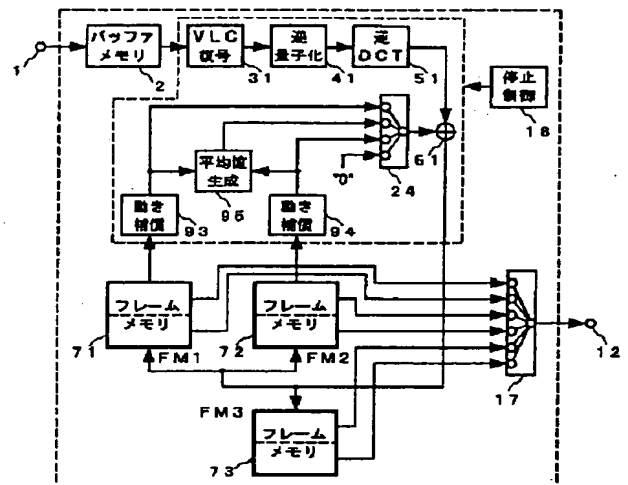 バッファ
メモリ
VLC
復号
逆
量子化
逆
DCT
1
2
31
41
51
停止
制御
18
61
"0"
24
平均値
生成
95
動き
補償
93
動き
補償
94
フレーム
メモリ
71
FM1
フレーム
メモリ
72
FM2
17
12
FM3
フレーム
メモリ
73